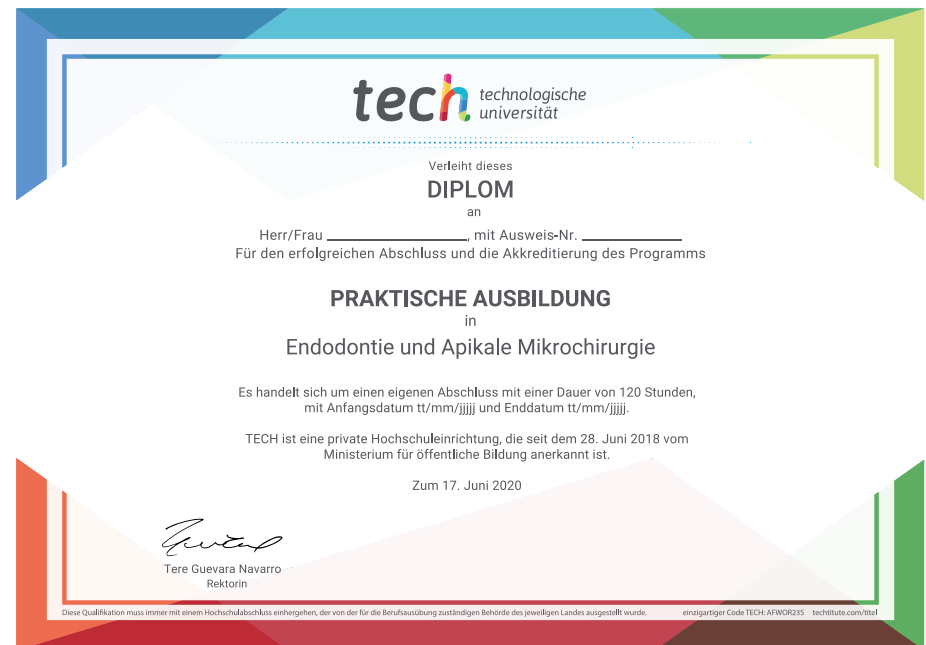 tech technologische
universität
Verleiht dieses
DIPLOM
an
Herr/Frau ____________________, mit Ausweis-Nr. ______________
Für den erfolgreichen Abschluss und die Akkreditierung des Programms
PRAKTISCHE AUSBILDUNG
in
Endodontie und Apikale Mikrochirurgie
Es handelt sich um einen eigenen Abschluss mit einer Dauer von 120 Stunden,
mit Anfangsdatum tt/mm/jjjjj und Enddatum tt/mm/jjjjj.
TECH ist eine private Hochschuleinrichtung, die seit dem 28. Juni 2018 vom
Ministerium für öffentliche Bildung anerkannt ist.
Zum 17. Juni 2020
Tere Guevara Navarro
Rektorin
Diese Qualifikation muss immer mit einem Hochschulabschluss einhergehen, der von der für die Berufsausübung zuständigen Behörde des jeweiligen Landes ausgestellt wurde. einzigartiger Code TECH: AFWOR23S techtitute.com/titel